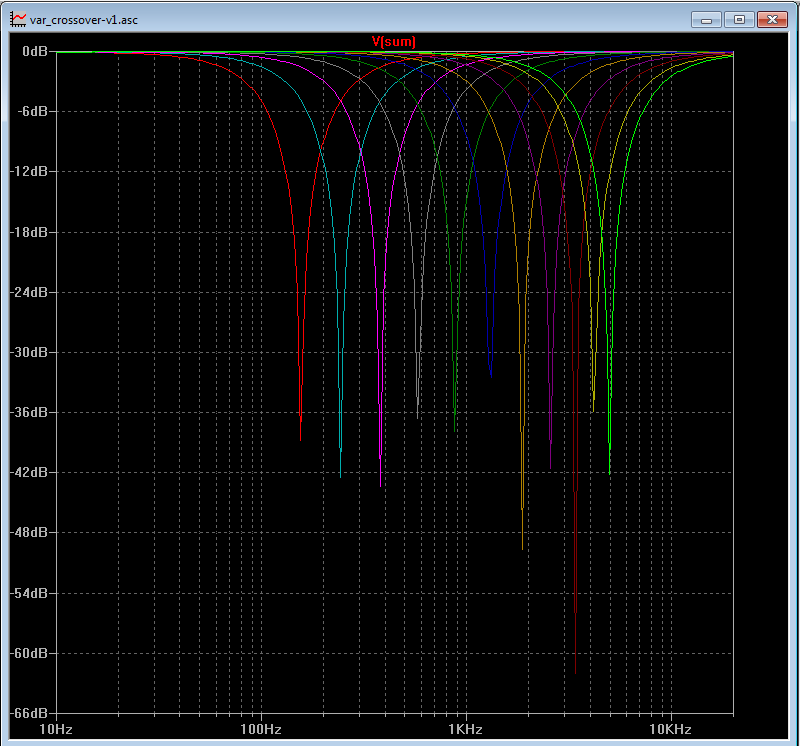 var_crossover-v1.asc
V(sum)
0dB
-6dB
-12dB
-18dB
-24dB
-30dB
-36dB
-42dB
-48dB
-54dB
-60dB
-66dB
10Hz 100Hz 1KHz 10KHz